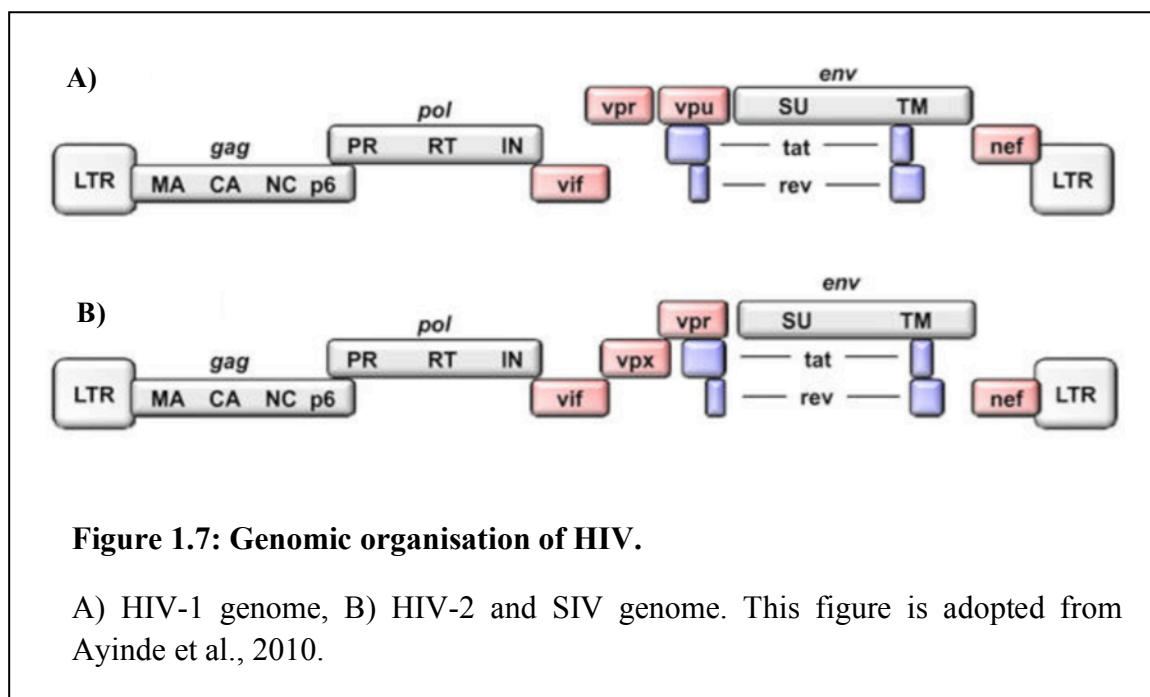 A)
env
vpr vpu SU TM
pol
gag PR RT IN tat nef
LTR MA CA NC p6 vif rev LTR
B)
env
vpr SU TM
pol
gag PR RT IN vpx tat
LTR MA CA NC p6 vif rev nef LTR
Figure 1.7: Genomic organisation of HIV.
A) HIV-1 genome, B) HIV-2 and SIV genome. This figure is adopted from
Ayinde et al., 2010.